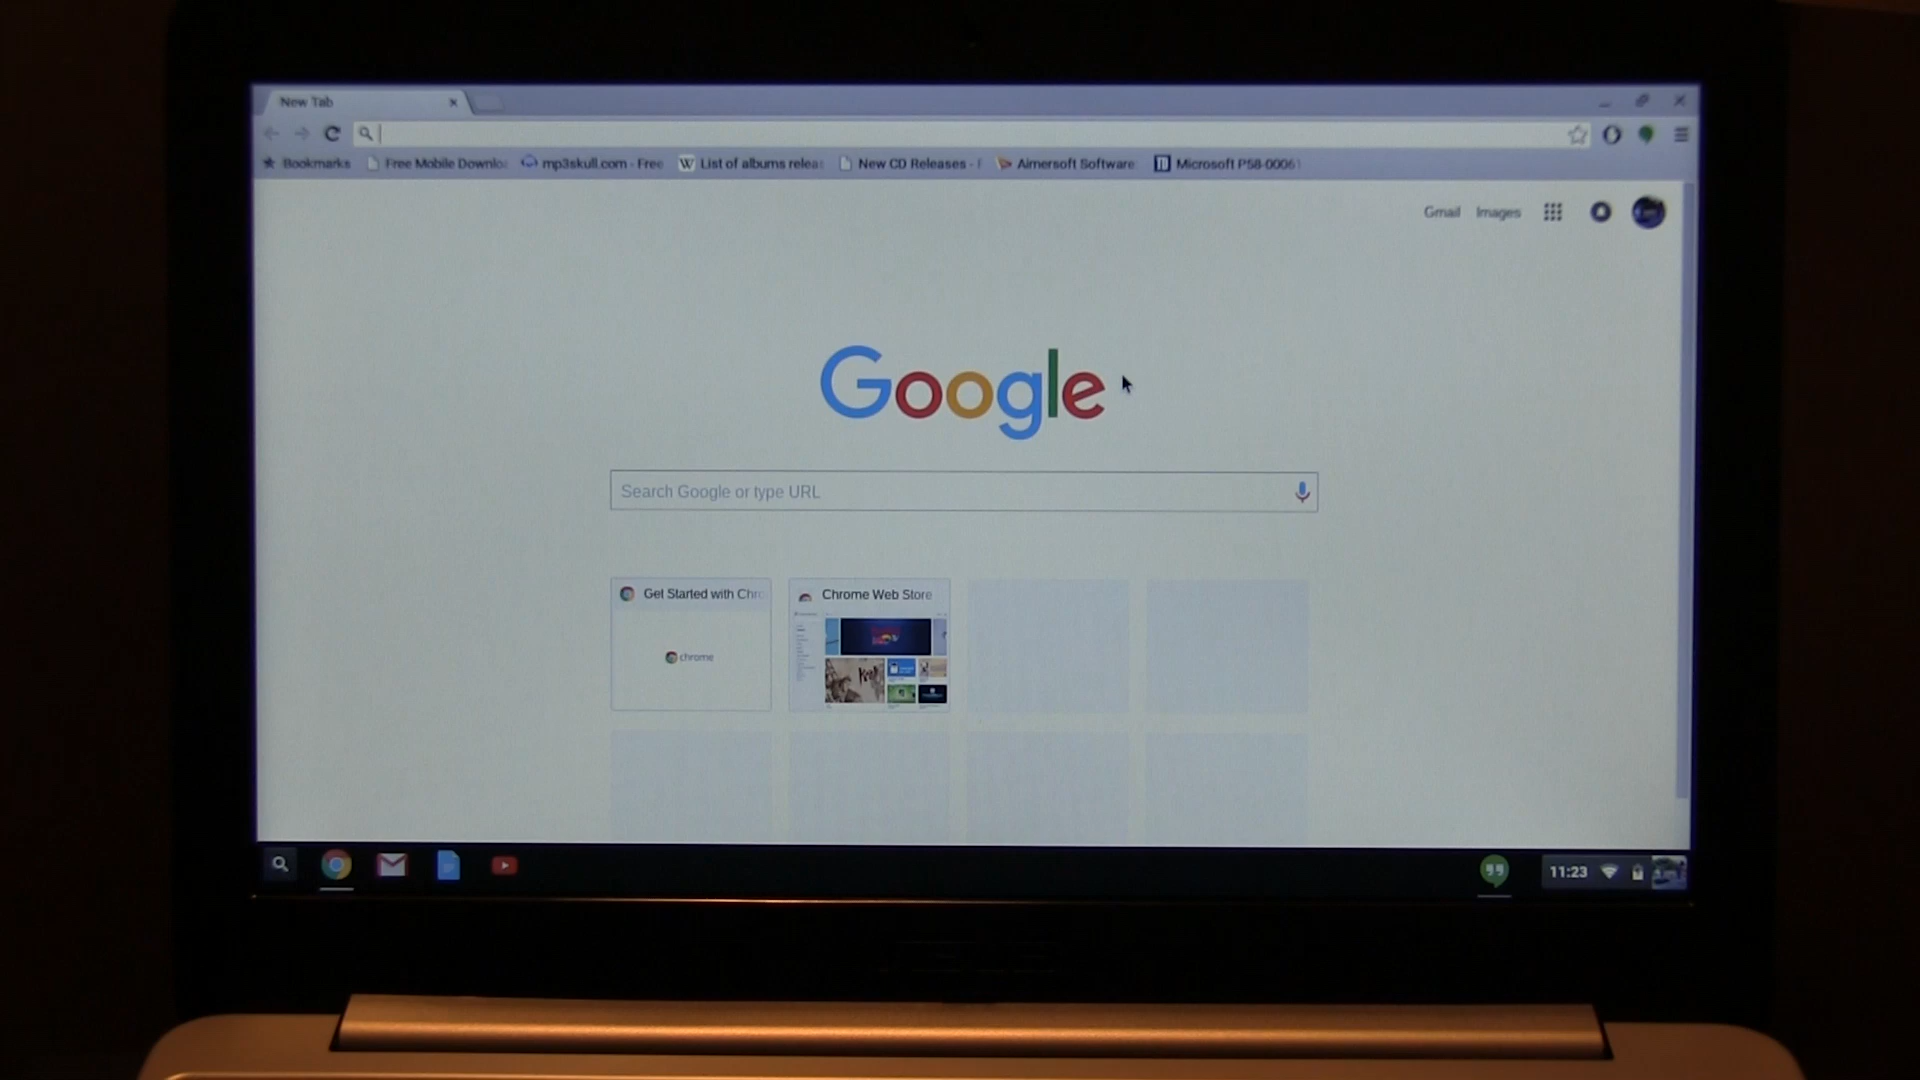 New Tab
Bookmarks Free Mobile Downlo mp3skull.com - Free List of albums relea New CD Releases - Aimersoft Software Microsoft P58-0006
Gmail Images
Google
Search Google or type URL
Get Started with Chro Chrome Web Store
chrome
11:23